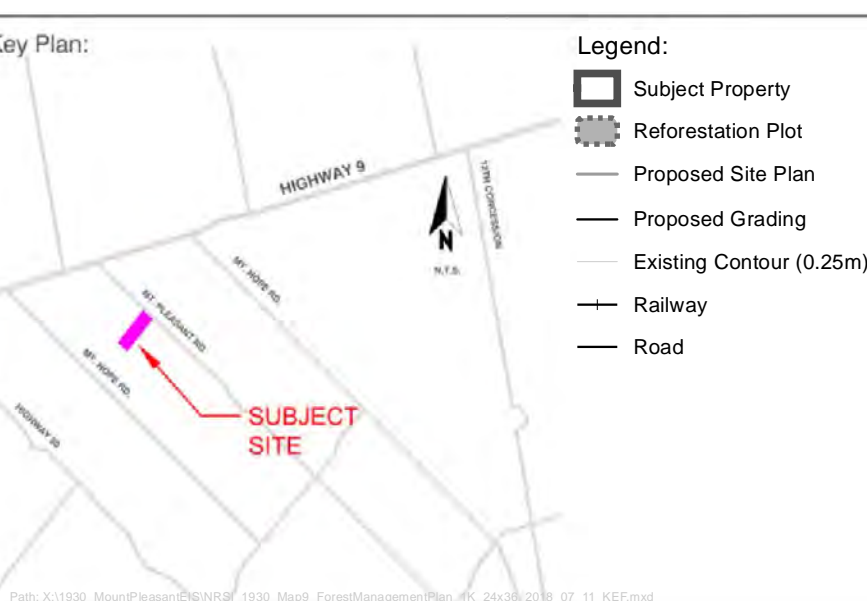 Key Plan:
HIGHWAY 9
12TH CONCESSION
N
N.T.S.
MT. HOPE RD.
MT. PLEASANT RD.
MT. HOPE RD.
HIGHWAY 50
SUBJECT
SITE
Legend:
Subject Property
Reforestation Plot
Proposed Site Plan
Proposed Grading
Existing Contour (0.25m)
Railway
Road
Path: X:\1930_MountPleasantEIS\NRSI_1930_Map9_ForestManagementPlan_1K_24x36_2018_07_11_KEF.mxd